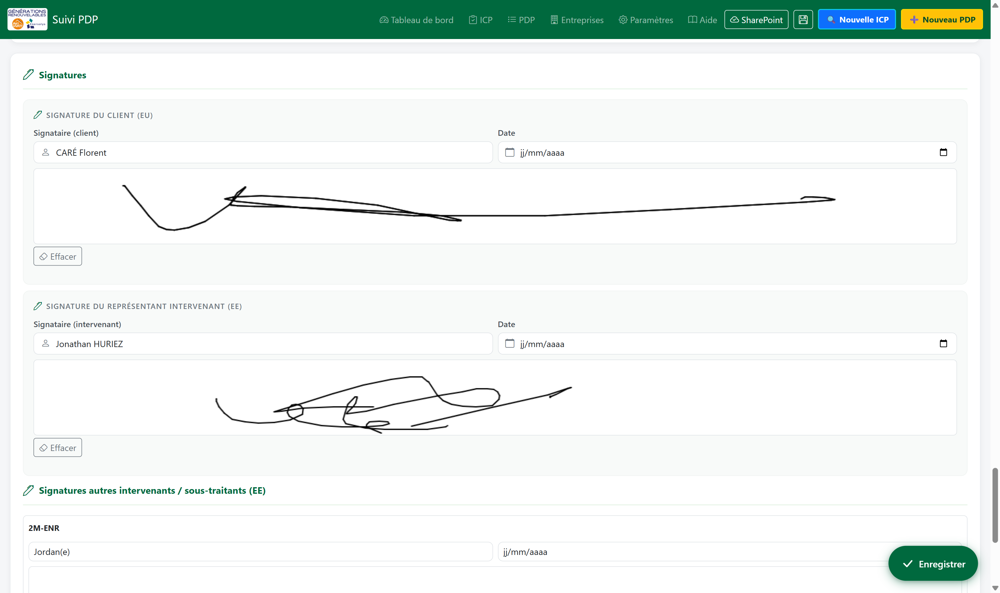 GÉNÉRATIONS
RENOUVELABLES
Agri
WATT
Enersolys
Suivi PDP
Tableau de bord
ICP
PDP
Entreprises
Paramètres
Aide
SharePoint
Nouvelle ICP
Nouveau PDP
Signatures
SIGNATURE DU CLIENT (EU)
Signataire (client)
Date
CARÉ Florent
jj/mm/aaaa
Effacer
SIGNATURE DU REPRÉSENTANT INTERVENANT (EE)
Signataire (intervenant)
Date
Jonathan HURIEZ
jj/mm/aaaa
Effacer
Signatures autres intervenants / sous-traitants (EE)
2M-ENR
Jordan(e)
jj/mm/aaaa
Enregistrer